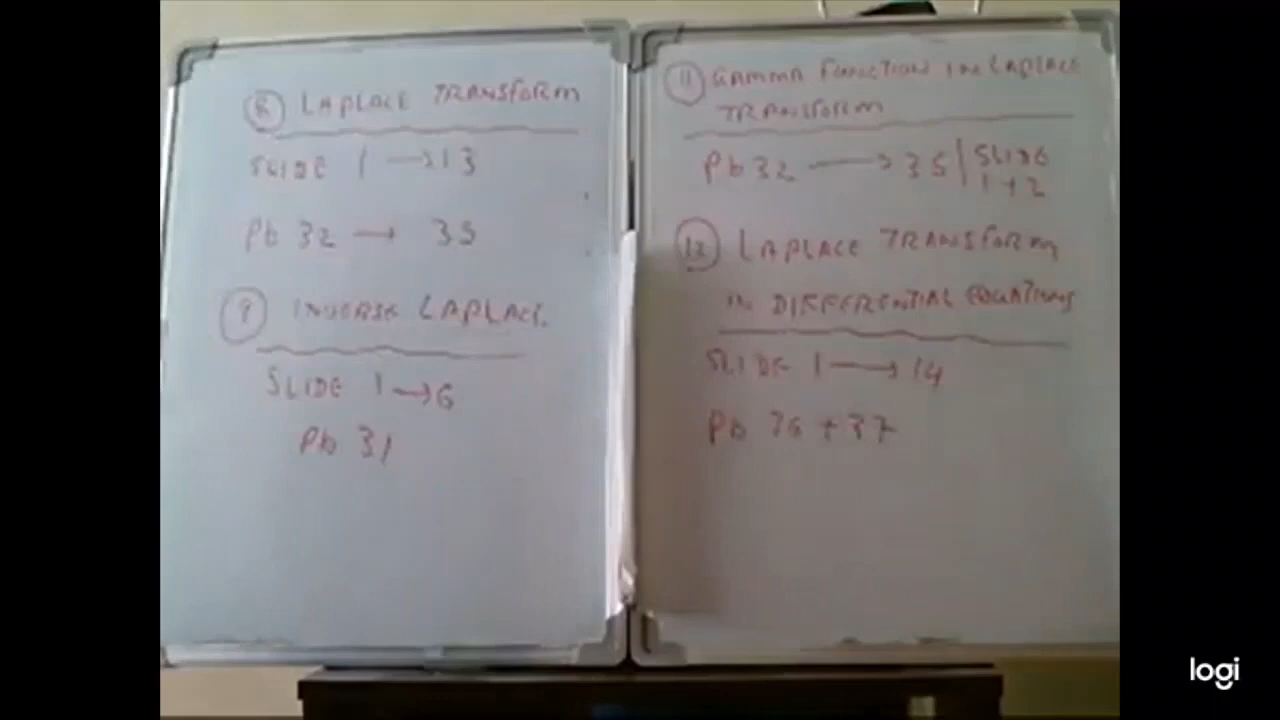 8 LAPLACE TRANSFORM
SLIDE 1 → 13
Pb 32 → 35
9 INVERSE LAPLACE.
SLIDE 1 → 6
Pb 31
11 GAMMA FUNCTION IN LAPLACE
TRANSFORM
Pb 32 → 35 | SLIDE
1 + 2
12 LAPLACE TRANSFORM
IN DIFFERENTIAL EQUATIONS
SLIDE 1 → 14
Pb 36 + 37
logi